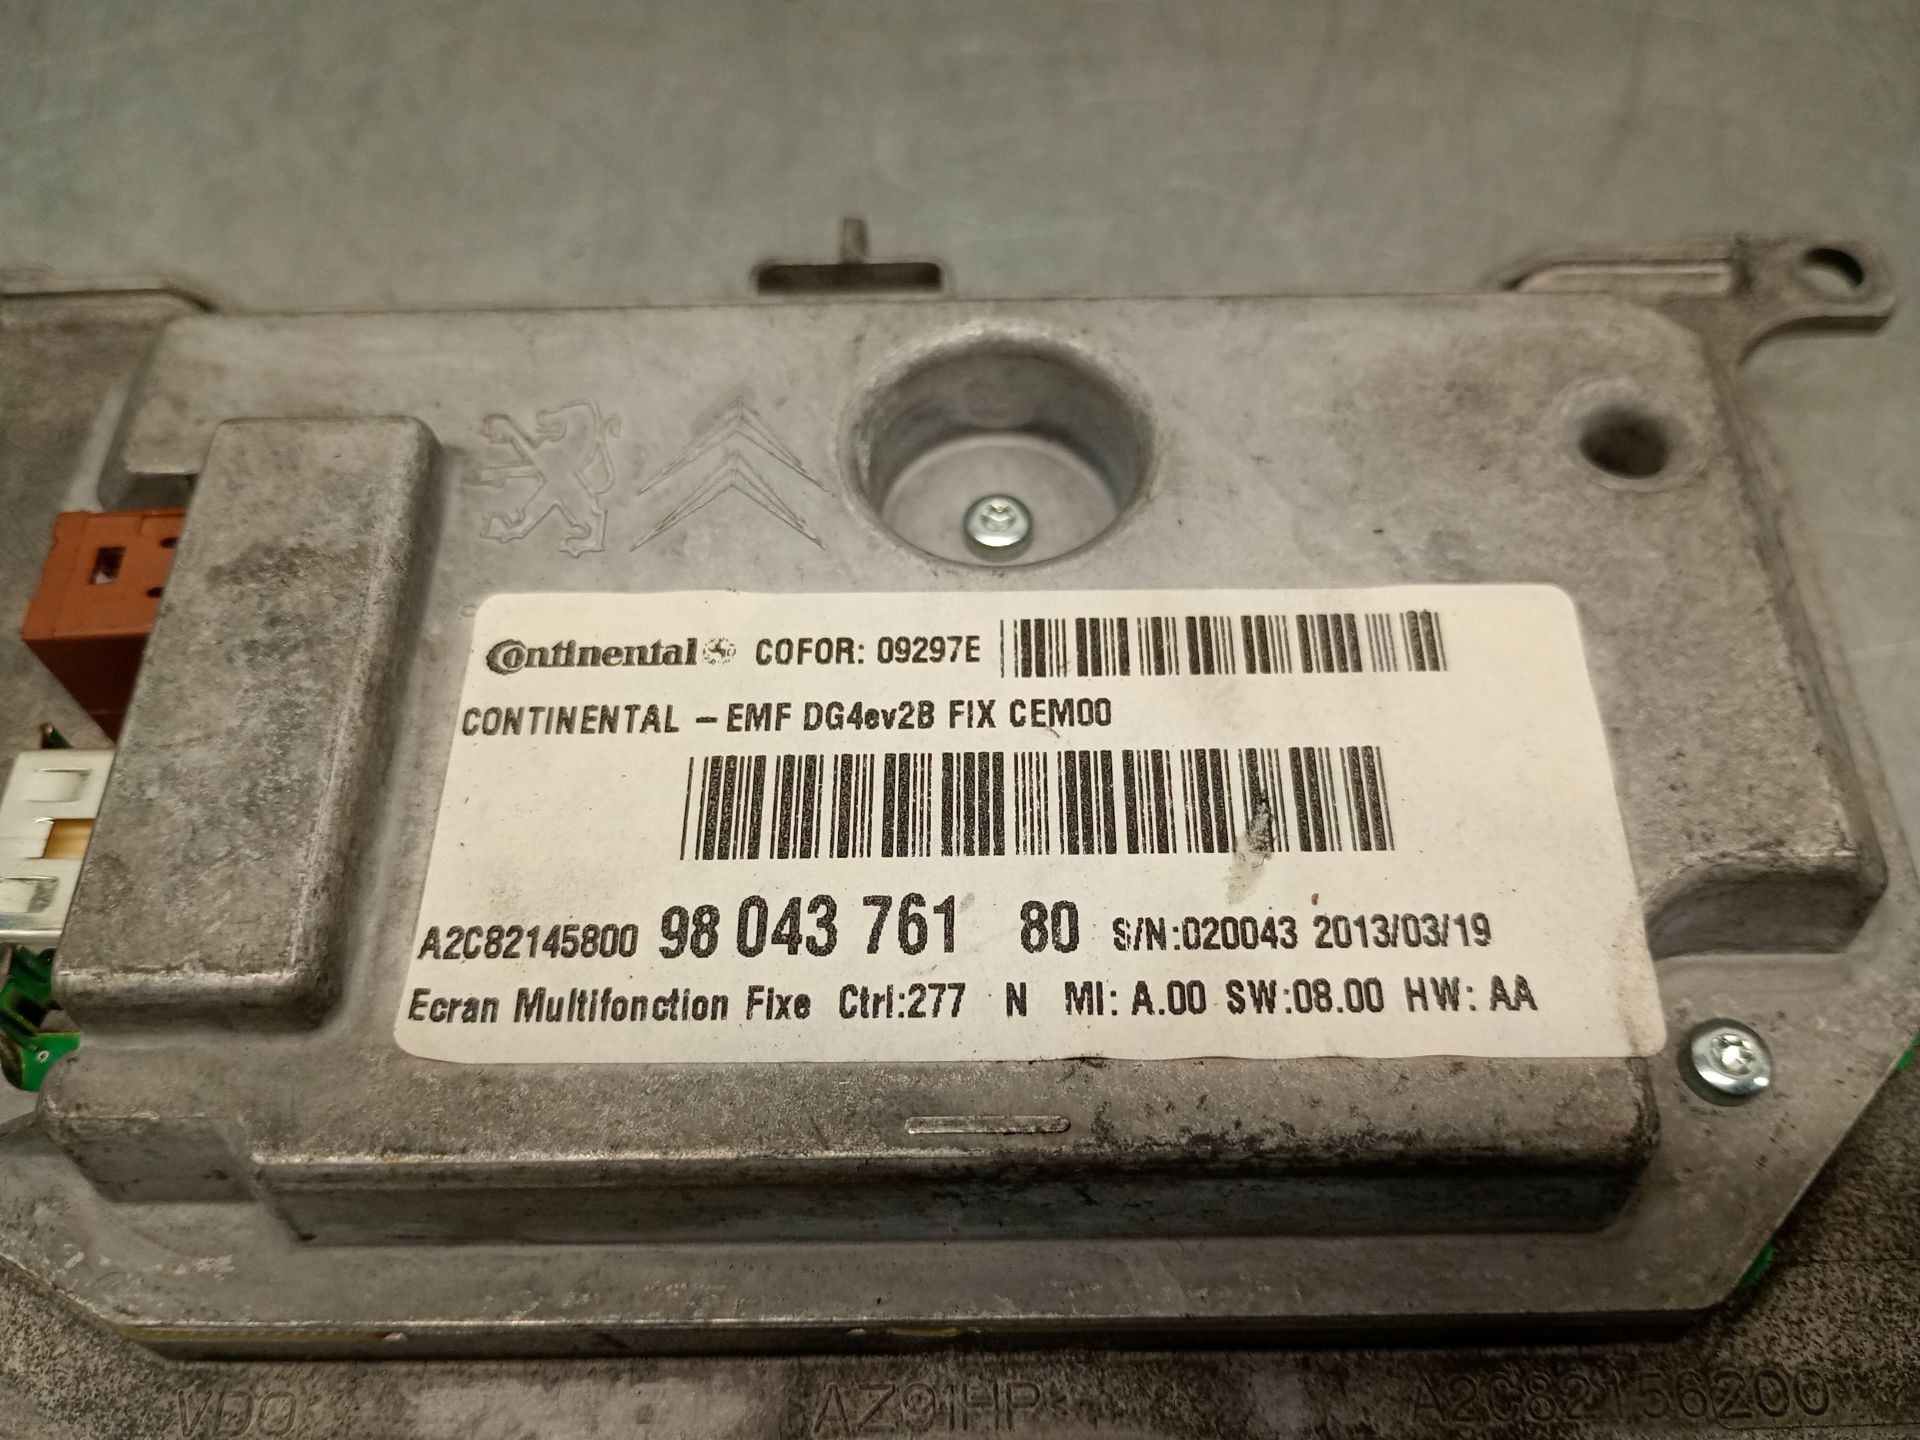 Continental COFOR: 09297E
CONTINENTAL - EMF DG4ev2B FIX CEM00
A2C82145800 98 043 761 80 S/N:020043 2013/03/19
Ecran Multifonction Fixe Ctrl:277 N MI: A.00 SW:08.00 HW: AA
VDO AZ91HP A2C82156200